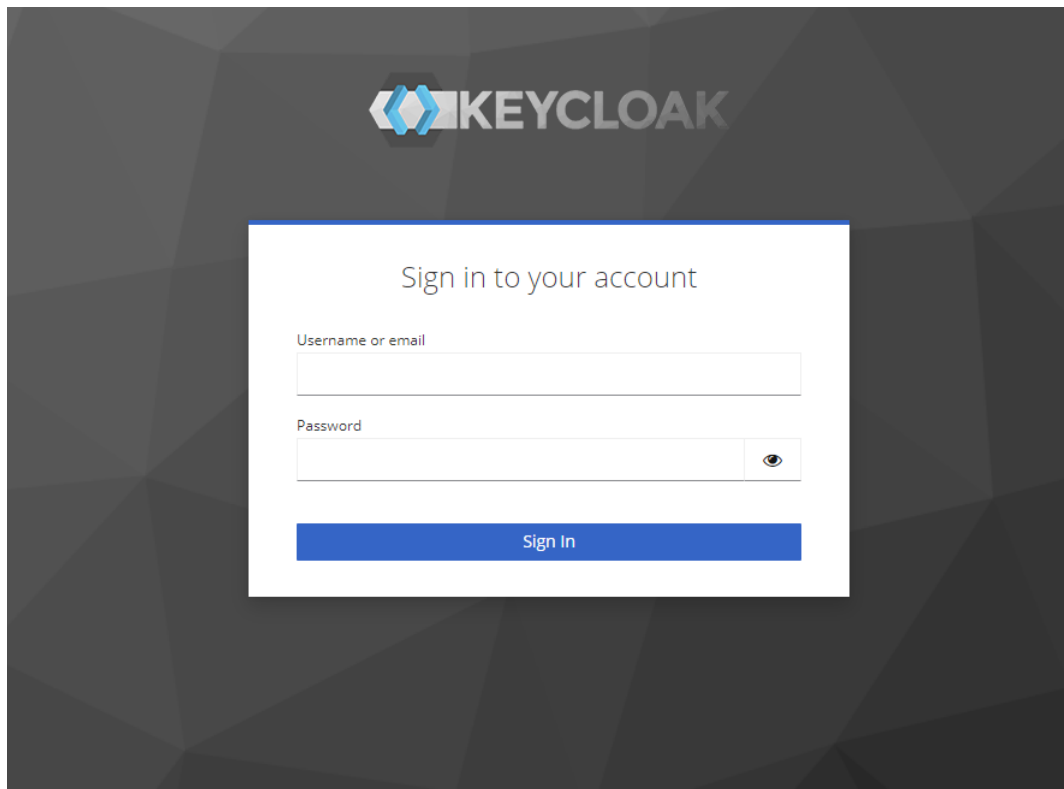 KEYCLOAK
Sign in to your account
Username or email
Password
Sign In